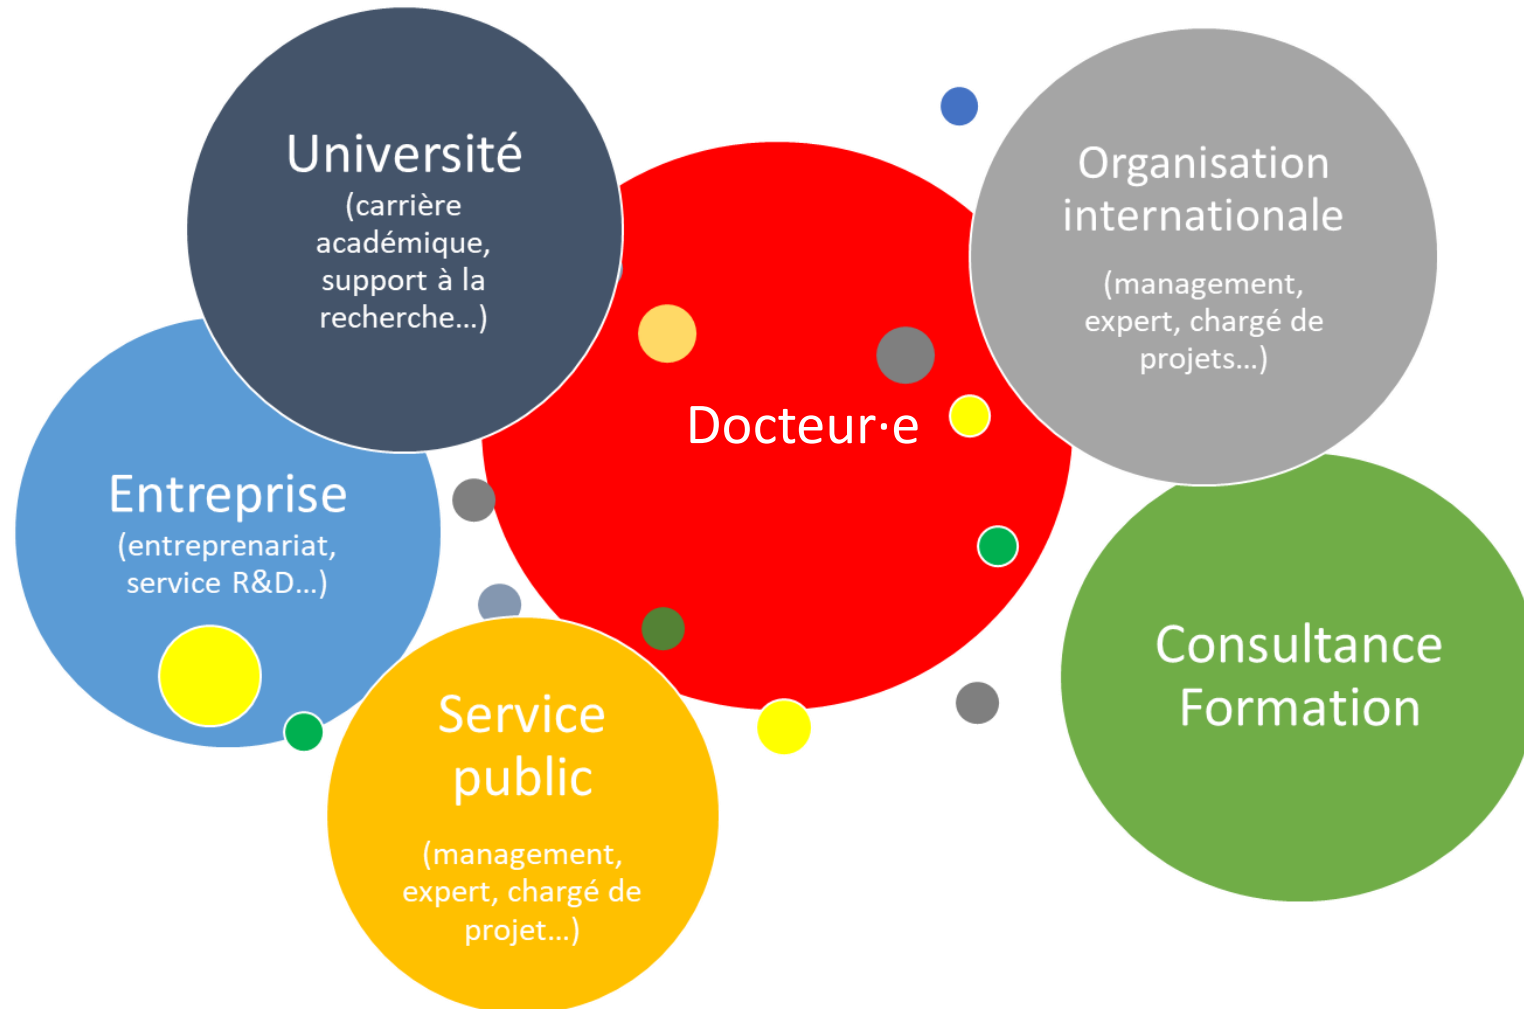 Université
(carrière
académique,
support à la
recherche...)
Organisation
internationale
(management,
expert, chargé de
projets...)
Docteur·e
Entreprise
(entreprenariat,
service R&D...)
Consultance
Formation
Service
public
(management,
expert, chargé de
projet...)